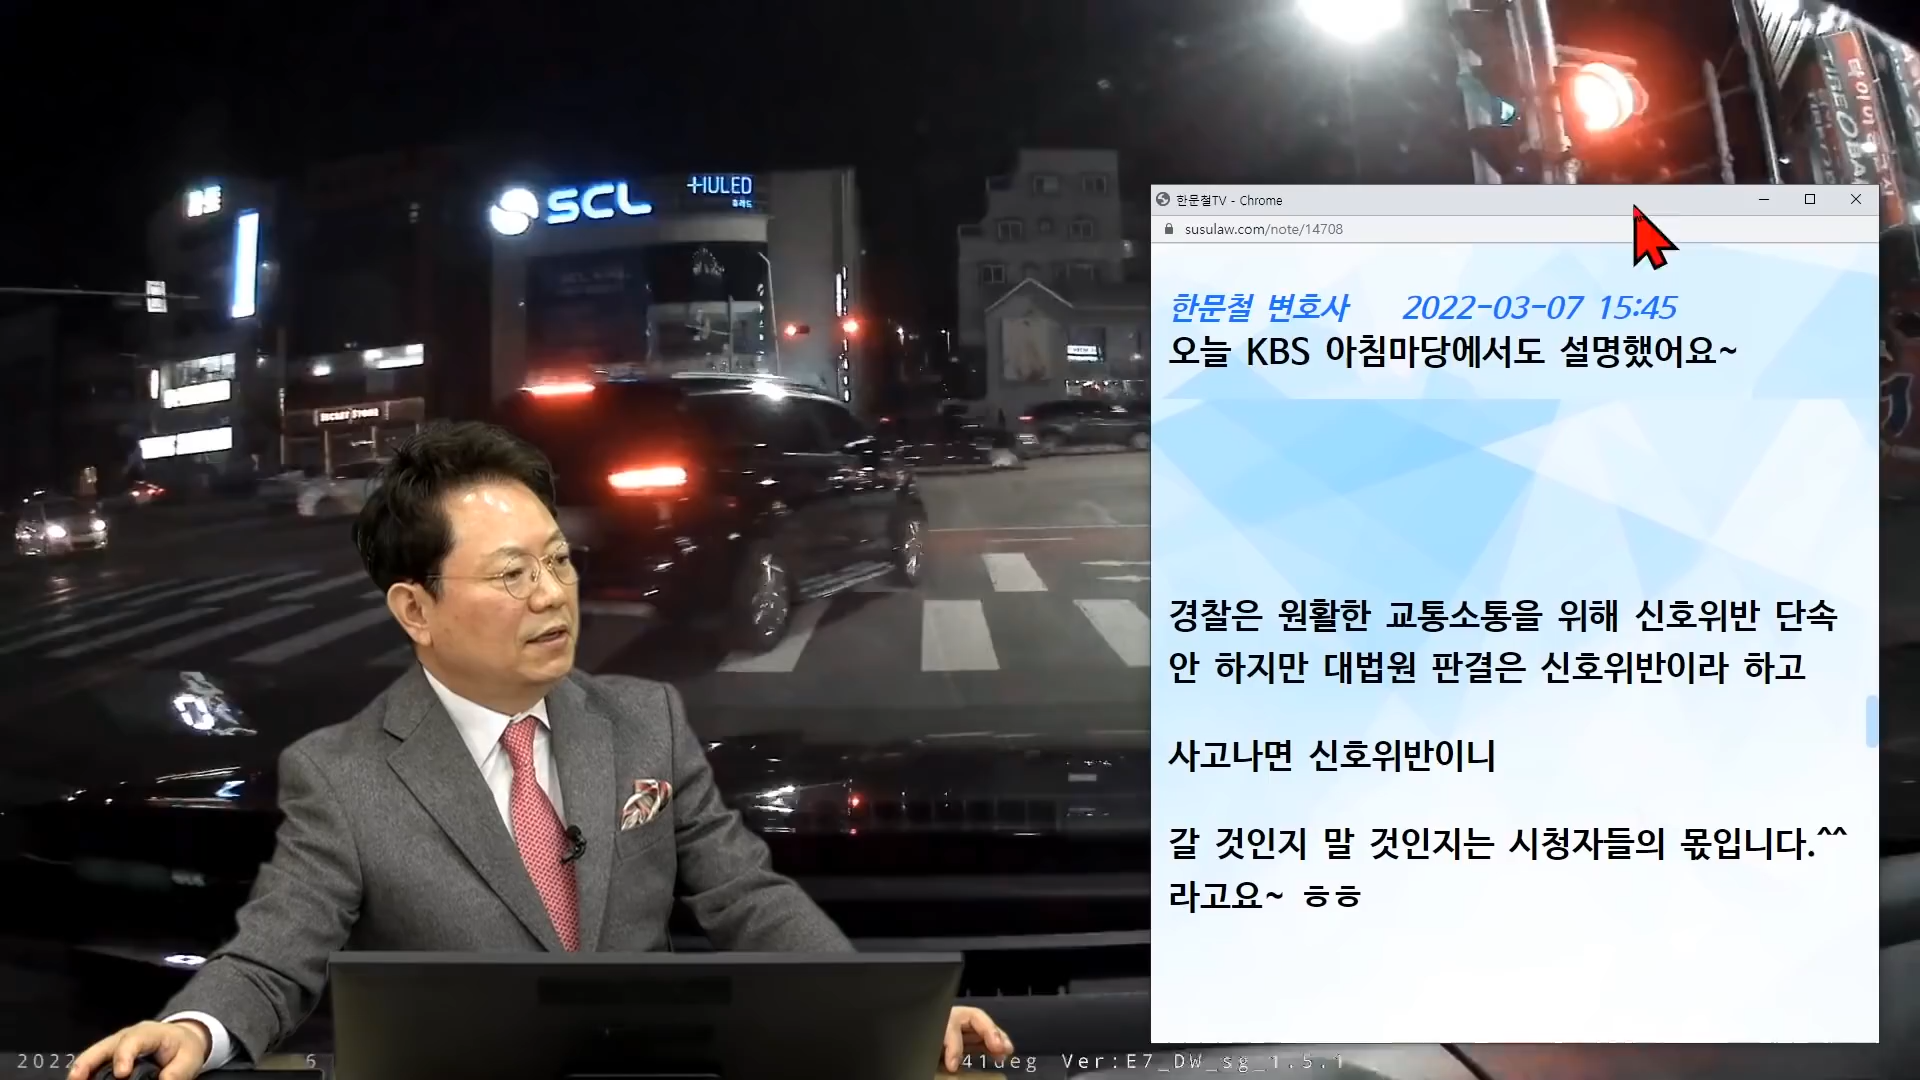 SCL
HULED
SECRET STORE
한문철TV - Chrome
susulaw.com/note/14708
한문철 변호사 2022-03-07 15:45
오늘 KBS 아침마당에서도 설명했어요~
경찰은 원활한 교통소통을 위해 신호위반 단속
안 하지만 대법원 판결은 신호위반이라 하고
사고나면 신호위반이니
갈 것인지 말 것인지는 시청자들의 몫입니다.^^
라고요~ ㅎㅎ
2022 6 41deg Ver:E7_DW_sg_1.5.1